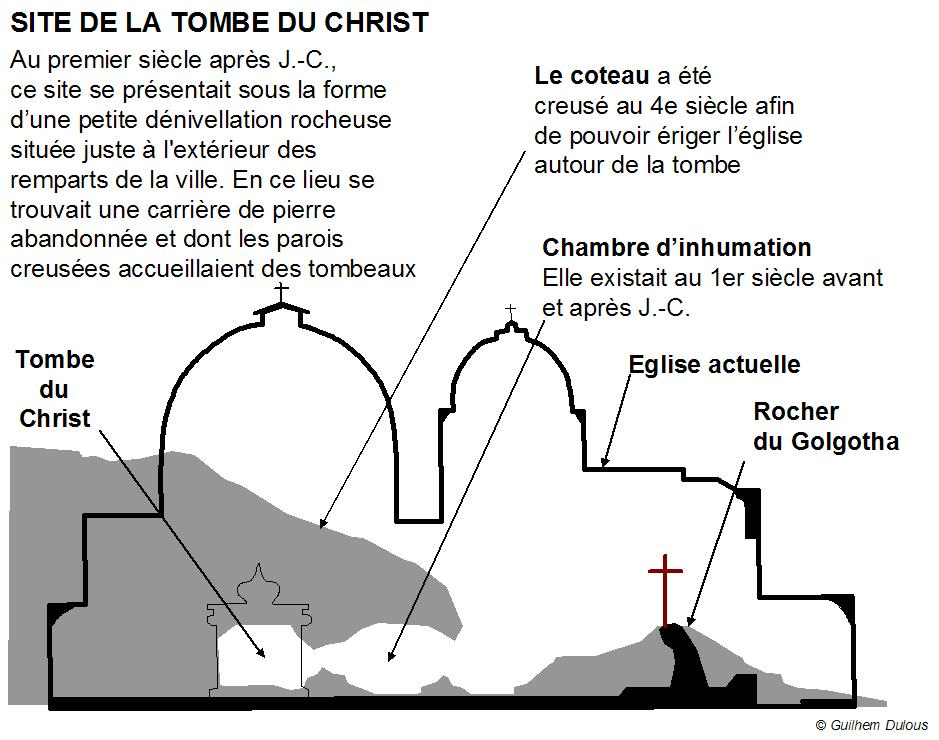 SITE DE LA TOMBE DU CHRIST
Au premier siècle après J.-C.,
ce site se présentait sous la forme
d’une petite dénivellation rocheuse
située juste à l'extérieur des
remparts de la ville. En ce lieu se
trouvait une carrière de pierre
abandonnée et dont les parois
creusées accueillaient des tombeaux
Le coteau a été
creusé au 4e siècle afin
de pouvoir ériger l’église
autour de la tombe
Chambre d’inhumation
Elle existait au 1er siècle avant
et après J.-C.
Tombe
du
Christ
Eglise actuelle
Rocher
du Golgotha
© Guilhem Dulous